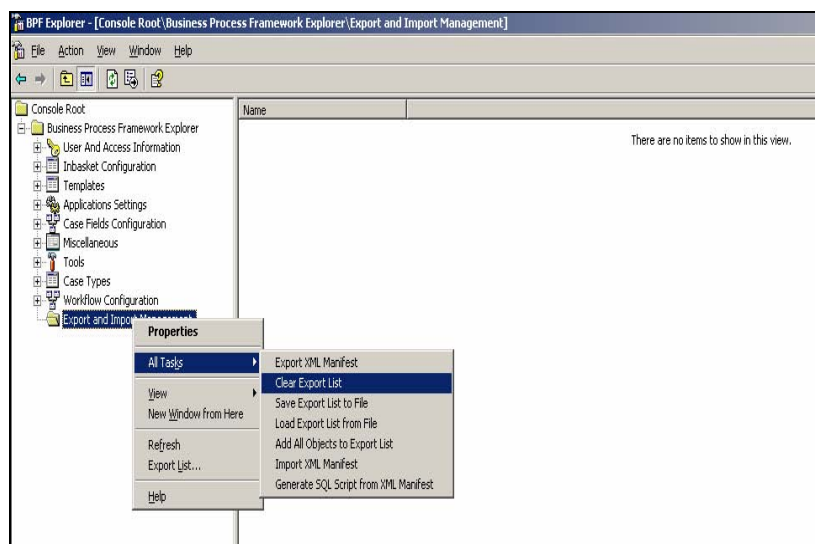 BPF Explorer - [Console Root\Business Process Framework Explorer\Export and Import Management]
File Action View Window Help
Console Root
Business Process Framework Explorer
User And Access Information
Inbasket Configuration
Templates
Applications Settings
Case Fields Configuration
Miscellaneous
Tools
Case Types
Workflow Configuration
Export and Import Management
Name
There are no items to show in this view.
Properties
All Tasks
View
New Window from Here
Refresh
Export List...
Help
Export XML Manifest
Clear Export List
Save Export List to File
Load Export List from File
Add All Objects to Export List
Import XML Manifest
Generate SQL Script from XML Manifest